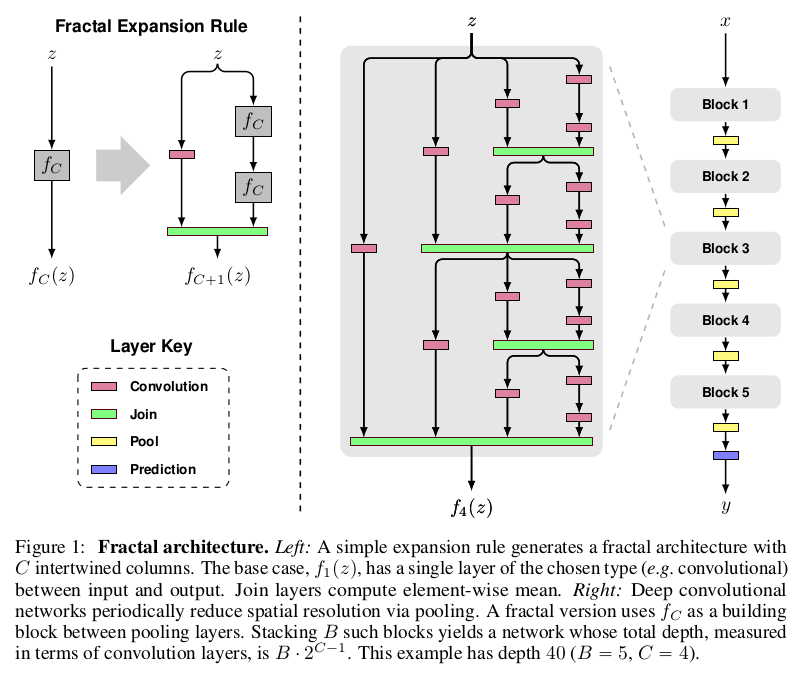 Fractal Expansion Rule
z
z
f_C
f_C
f_C
f_C(z)
f_{C+1}(z)
Layer Key
Convolution
Join
Pool
Prediction
z
f_4(z)
x
Block 1
Block 2
Block 3
Block 4
Block 5
y
Figure 1: Fractal architecture. Left: A simple expansion rule generates a fractal architecture with
C intertwined columns. The base case, f_1(z), has a single layer of the chosen type (e.g. convolutional)
between input and output. Join layers compute element-wise mean. Right: Deep convolutional
networks periodically reduce spatial resolution via pooling. A fractal version uses f_C as a building
block between pooling layers. Stacking B such blocks yields a network whose total depth, measured
in terms of convolution layers, is B · 2^{C−1}. This example has depth 40 (B = 5, C = 4).